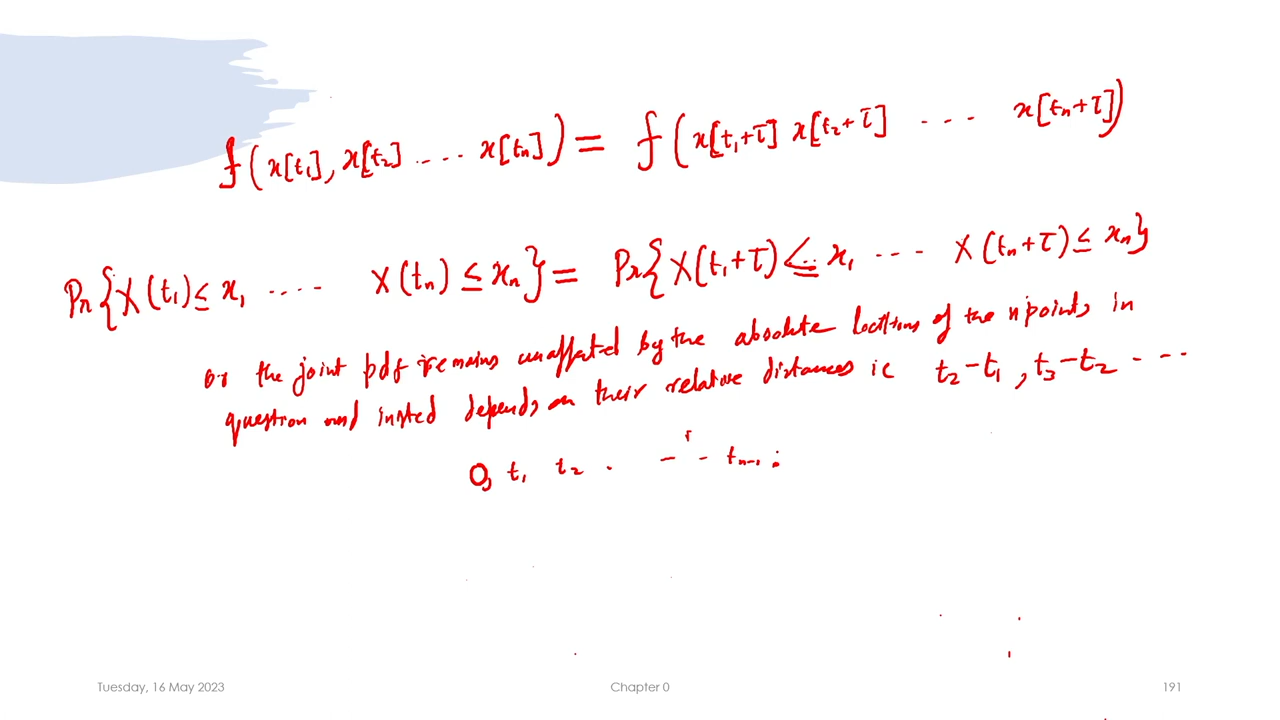 f(x[t₁], x[t₂] .... x[tₙ]) = f(x[t₁+τ] x[t₂+τ] ... x[tₙ+τ])
Pr{X(t₁) ≤ x₁ .... X(tₙ) ≤ xₙ} = Pr{X(t₁+τ) ≤ x₁ ... X(tₙ+τ) ≤ xₙ}
or the joint pdf remains unaffected by the absolute locations of the n points in
question and insted depends on their relative distances ie t₂-t₁, t₃-t₂ ...
0, t₁ t₂ . - - tₙ₋₁ :
Tuesday, 16 May 2023 Chapter 0 191